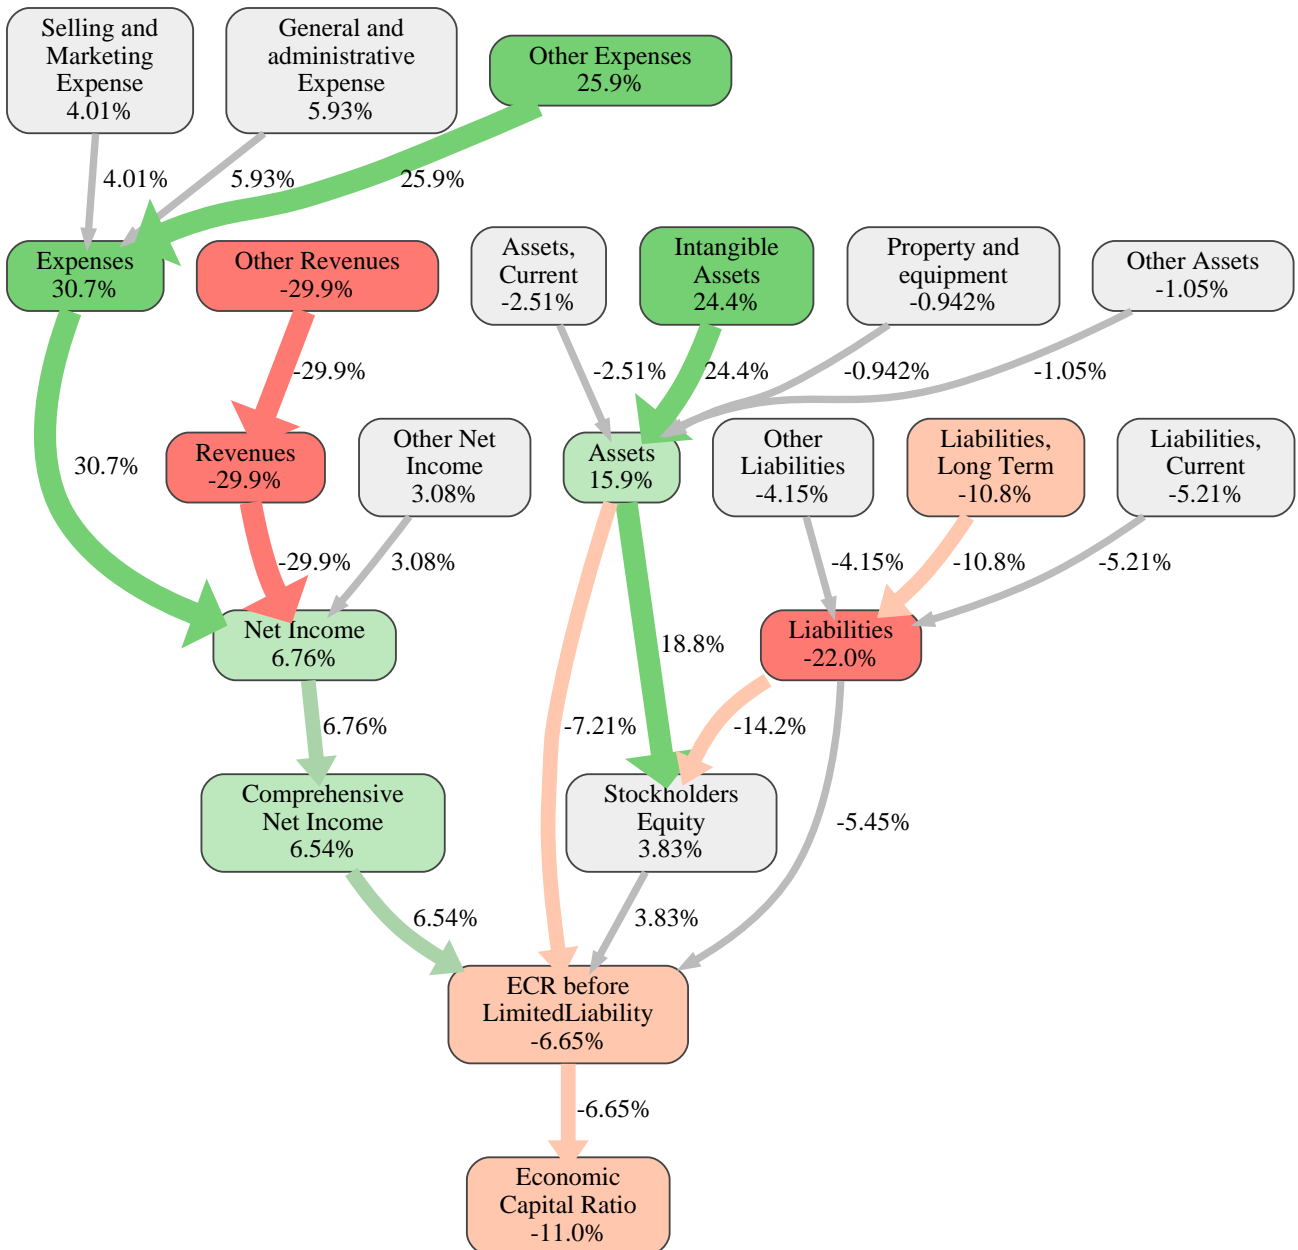 Selling and
Marketing
Expense
4.01%
General and
administrative
Expense
5.93%
Other Expenses
25.9%
4.01%
5.93%
25.9%
Expenses
30.7%
Other Revenues
-29.9%
Assets,
Current
-2.51%
Intangible
Assets
24.4%
Property and
equipment
-0.942%
Other Assets
-1.05%
-29.9%
-2.51%
24.4%
-0.942%
-1.05%
30.7%
Revenues
-29.9%
Other Net
Income
3.08%
Assets
15.9%
Other
Liabilities
-4.15%
Liabilities,
Long Term
-10.8%
Liabilities,
Current
-5.21%
-29.9%
3.08%
-4.15%
-10.8%
-5.21%
Net Income
6.76%
18.8%
Liabilities
-22.0%
6.76%
-7.21%
-14.2%
Comprehensive
Net Income
6.54%
Stockholders
Equity
3.83%
-5.45%
6.54%
3.83%
ECR before
LimitedLiability
-6.65%
-6.65%
Economic
Capital Ratio
-11.0%